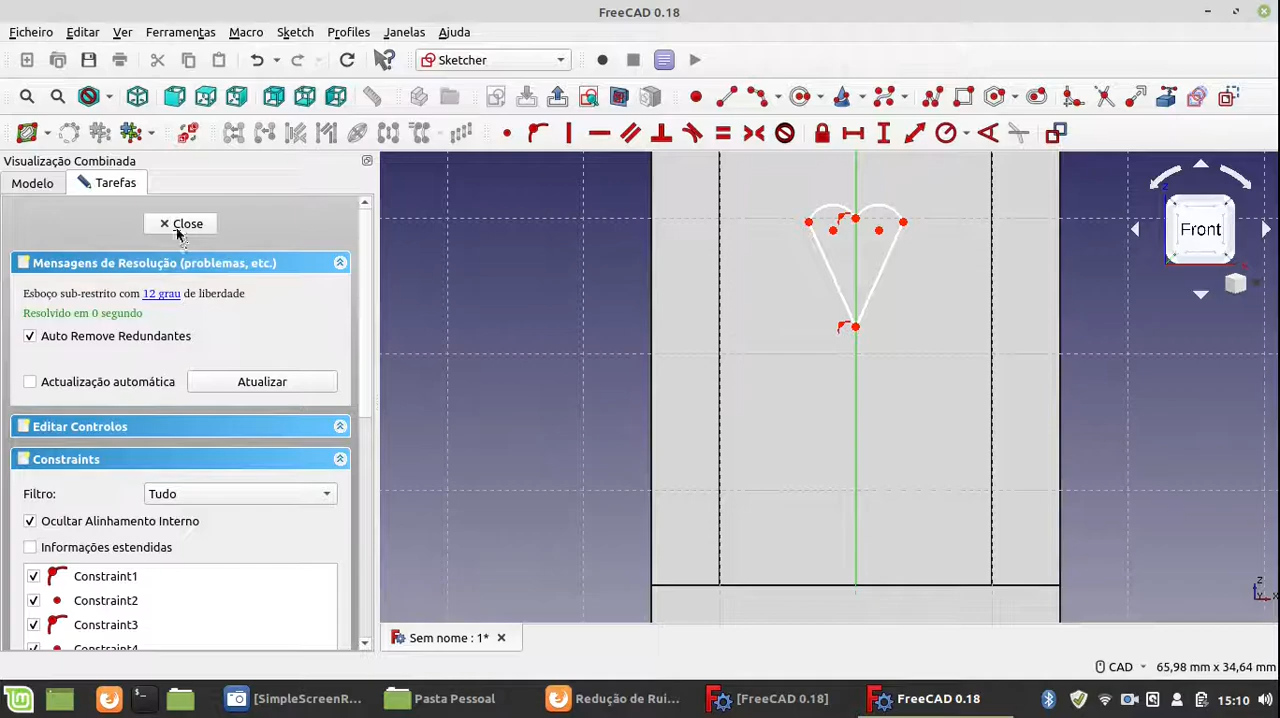 FreeCAD 0.18
Ficheiro Editar Ver Ferramentas Macro Sketch Profiles Janelas Ajuda
Sketcher
Visualização Combinada
Modelo Tarefas
Close
Mensagens de Resolução (problemas, etc.)
Esboço sub-restrito com 12 grau de liberdade
Resolvido em 0 segundo
Auto Remove Redundantes
Actualização automática Atualizar
Editar Controlos
Constraints
Filtro: Tudo
Ocultar Alinhamento Interno
Informações estendidas
Constraint1
Constraint2
Constraint3
Constraint4
Front
z
x
z
x
Sem nome : 1*
CAD 65,98 mm x 34,64 mm
[SimpleScreenR... Pasta Pessoal Redução de Rui... [FreeCAD 0.18] FreeCAD 0.18 15:10